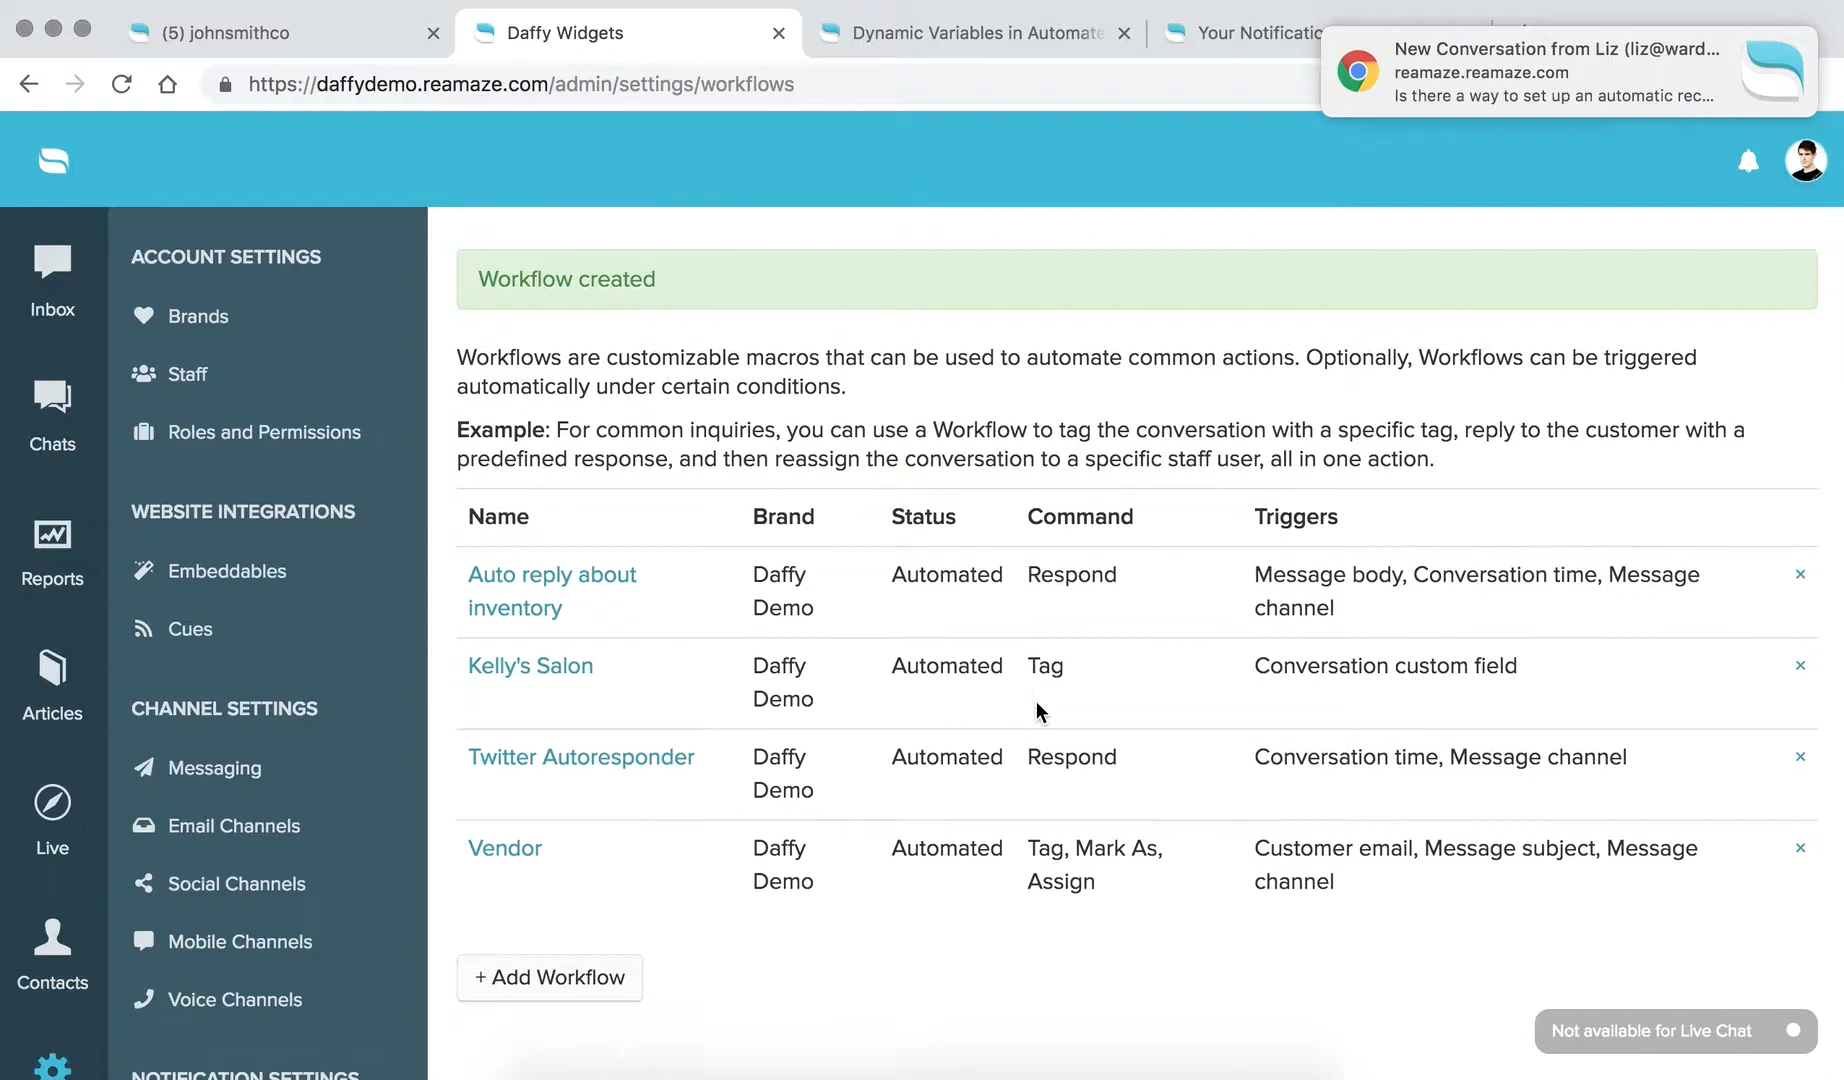 (5) johnsmithco
Daffy Widgets
Dynamic Variables in Automate
Your Notificatio
New Conversation from Liz (liz@ward...
reamaze.reamaze.com
Is there a way to set up an automatic rec...
https://daffydemo.reamaze.com/admin/settings/workflows
Inbox
Chats
Reports
Articles
Live
Contacts
ACCOUNT SETTINGS
Brands
Staff
Roles and Permissions
WEBSITE INTEGRATIONS
Embeddables
Cues
CHANNEL SETTINGS
Messaging
Email Channels
Social Channels
Mobile Channels
Voice Channels
NOTIFICATION SETTINGS
Workflow created
Workflows are customizable macros that can be used to automate common actions. Optionally, Workflows can be triggered
automatically under certain conditions.
Example: For common inquiries, you can use a Workflow to tag the conversation with a specific tag, reply to the customer with a
predefined response, and then reassign the conversation to a specific staff user, all in one action.
Name Brand Status Command Triggers
Auto reply about Daffy Automated Respond Message body, Conversation time, Message
inventory Demo channel
Kelly's Salon Daffy Automated Tag Conversation custom field
Demo
Twitter Autoresponder Daffy Automated Respond Conversation time, Message channel
Demo
Vendor Daffy Automated Tag, Mark As, Customer email, Message subject, Message
Demo Assign channel
+ Add Workflow
Not available for Live Chat